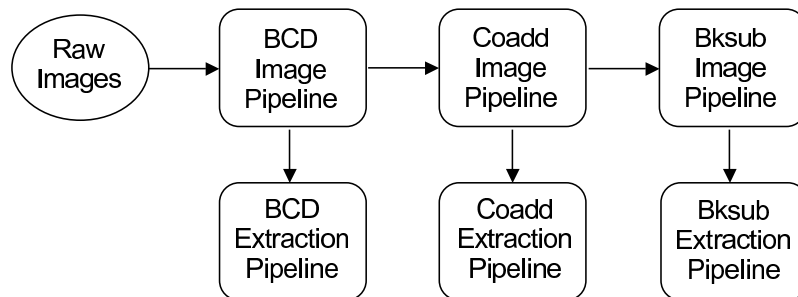 Raw
Images
BCD
Image
Pipeline
Coadd
Image
Pipeline
Bksub
Image
Pipeline
BCD
Extraction
Pipeline
Coadd
Extraction
Pipeline
Bksub
Extraction
Pipeline